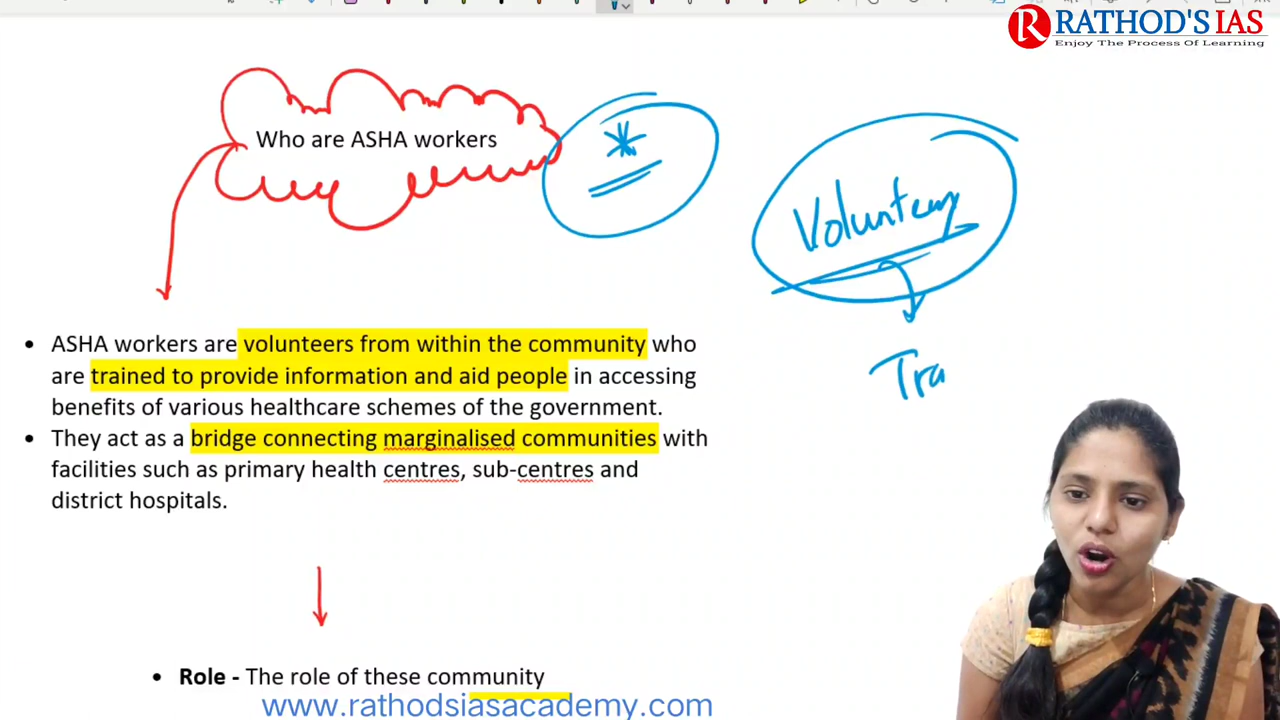 RATHOD'S IAS
Enjoy The Process Of Learning
Who are ASHA workers
*
Volunteery
Tra
• ASHA workers are volunteers from within the community who
are trained to provide information and aid people in accessing
benefits of various healthcare schemes of the government.
• They act as a bridge connecting marginalised communities with
facilities such as primary health centres, sub-centres and
district hospitals.
• Role - The role of these community
www.rathodsiasacademy.com